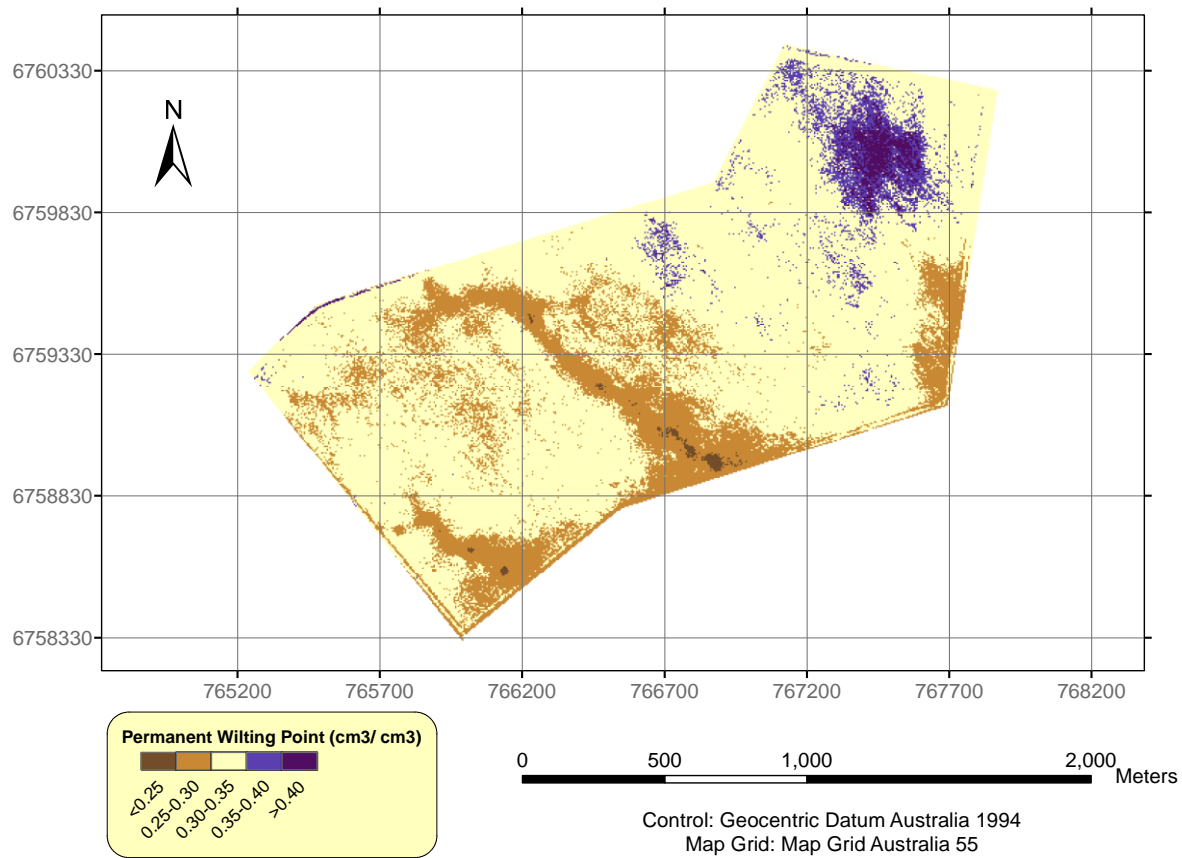 6760330
N
6759830
6759330
6758830
6758330
765200 765700 766200 766700 767200 767700 768200
Permanent Wilting Point (cm3/ cm3)
<0.25 0.25-0.30 0.30-0.35 0.35-0.40 >0.40
0 500 1,000 2,000
Meters
Control: Geocentric Datum Australia 1994
Map Grid: Map Grid Australia 55